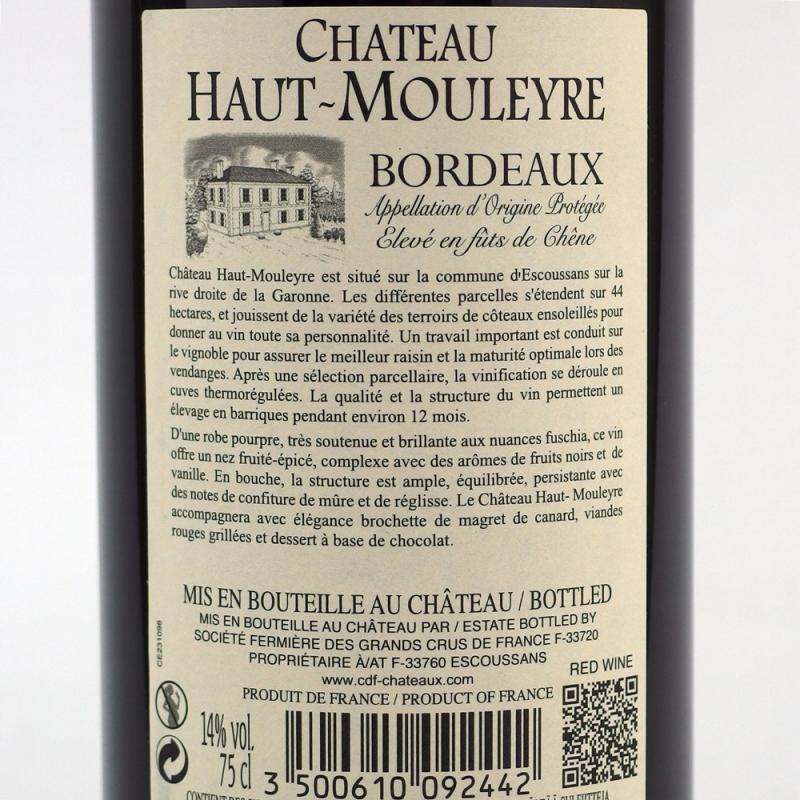 CHATEAU
HAUT-MOULEYRE
BORDEAUX
Appellation d'Origine Protégée
Elevé en fûts de Chêne
Château Haut-Mouleyre est situé sur la commune d'Escoussans sur la
rive droite de la Garonne. Les différentes parcelles s'étendent sur 44
hectares, et jouissent de la variété des terroirs de côteaux ensoleillés pour
donner au vin toute sa personnalité. Un travail important est conduit sur
le vignoble pour assurer le meilleur raisin et la maturité optimale lors des
vendanges. Après une sélection parcellaire, la vinification se déroule en
cuves thermorégulées. La qualité et la structure du vin permettent un
élevage en barriques pendant environ 12 mois.
D'une robe pourpre, très soutenue et brillante aux nuances fuschia, ce vin
offre un nez fruité-épicé, complexe avec des arômes de fruits noirs et de
vanille. En bouche, la structure est ample, équilibrée, persistante avec
des notes de confiture de mûre et de réglisse. Le Château Haut- Mouleyre
accompagnera avec élégance brochette de magret de canard, viandes
rouges grillées et dessert à base de chocolat.
MIS EN BOUTEILLE AU CHÂTEAU / BOTTLED
MIS EN BOUTEILLE AU CHÂTEAU PAR / ESTATE BOTTLED BY
SOCIÉTÉ FERMIÈRE DES GRANDS CRUS DE FRANCE F-33720
PROPRIÉTAIRE À/AT F-33760 ESCOUSSANS
www.cdf-chateaux.com
PRODUIT DE FRANCE / PRODUCT OF FRANCE
RED WINE
CE231098
14% vol.
75 cl
3 500610 092442